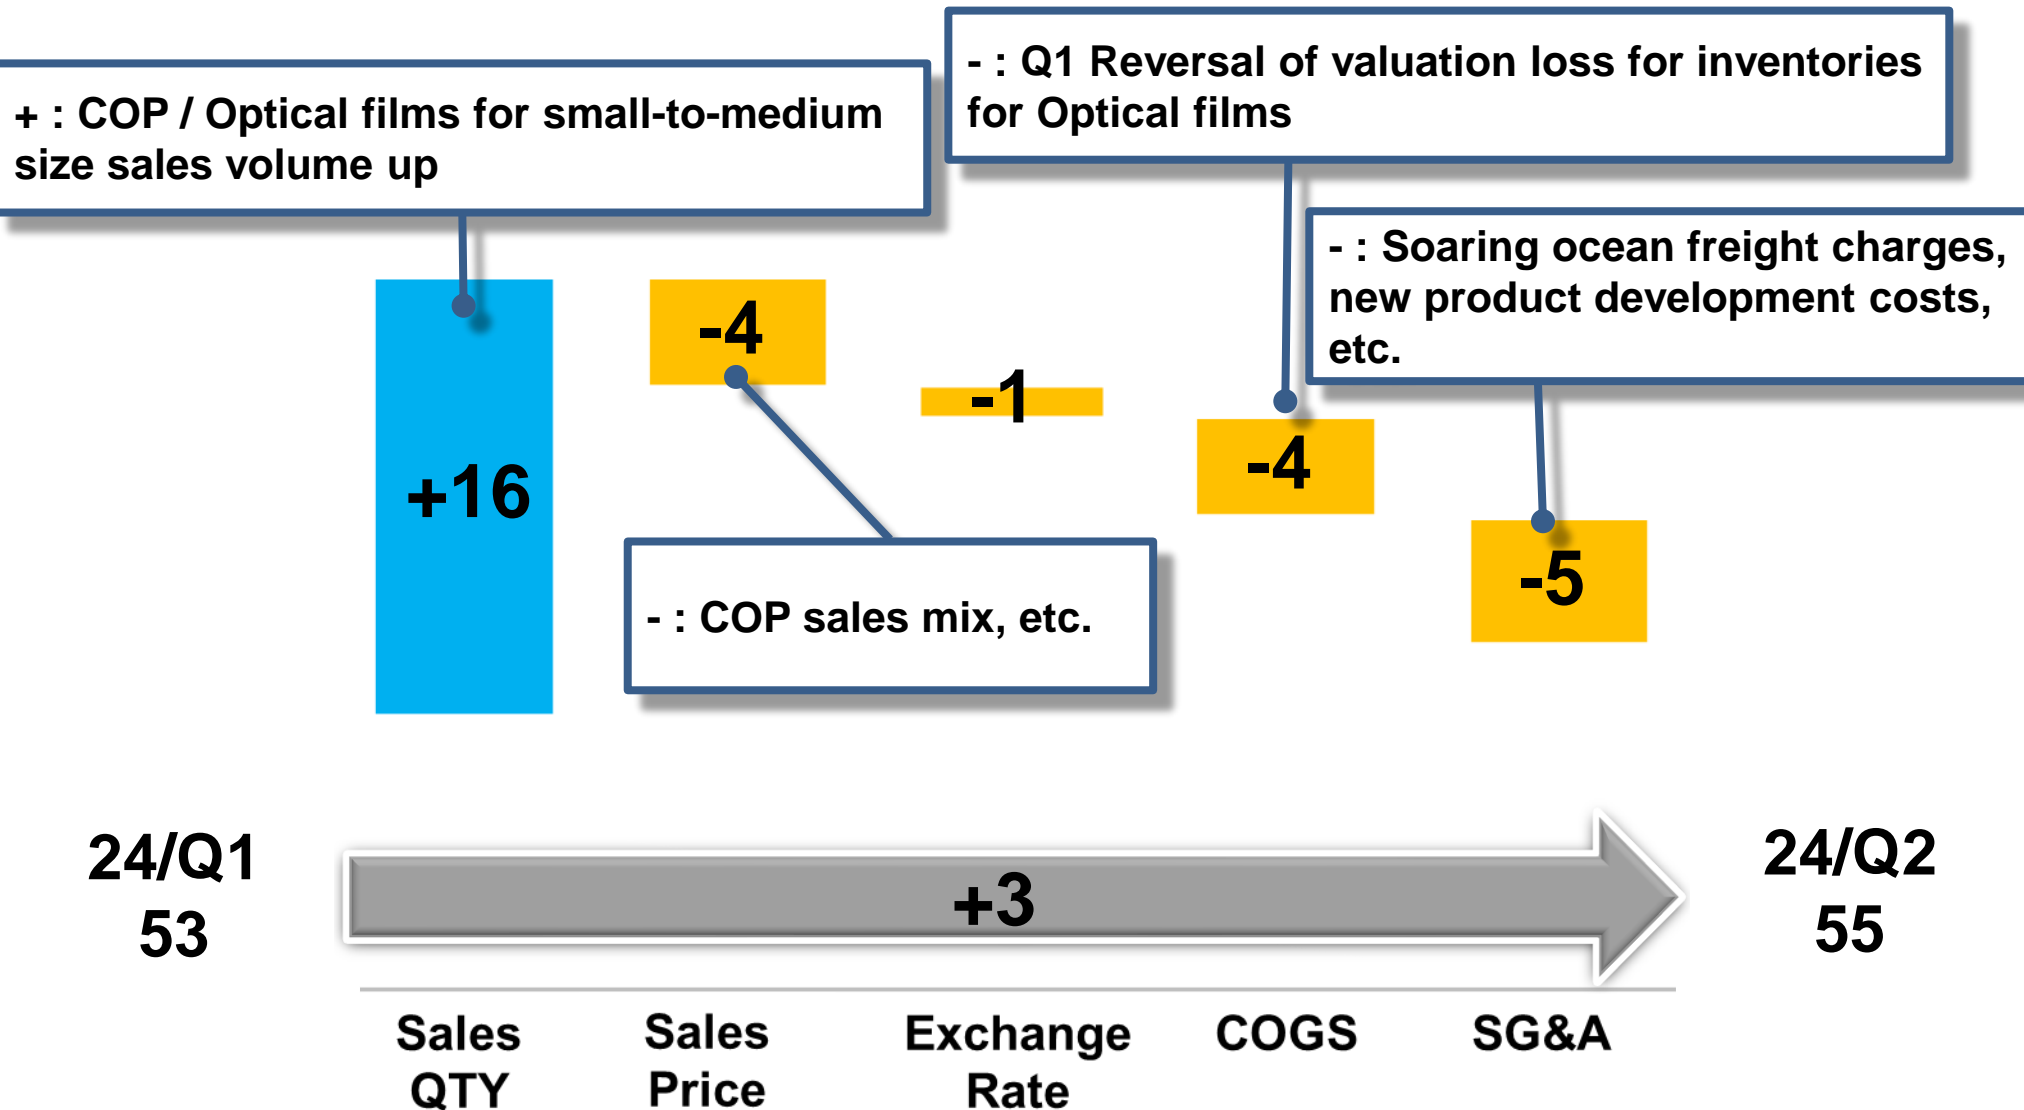 + : COP / Optical films for small-to-medium
size sales volume up
- : Q1 Reversal of valuation loss for inventories
for Optical films
- : Soaring ocean freight charges,
new product development costs,
etc.
+16
-4
-1
-4
-5
- : COP sales mix, etc.
24/Q1
53
+3
24/Q2
55
Sales
QTY
Sales
Price
Exchange
Rate
COGS
SG&A